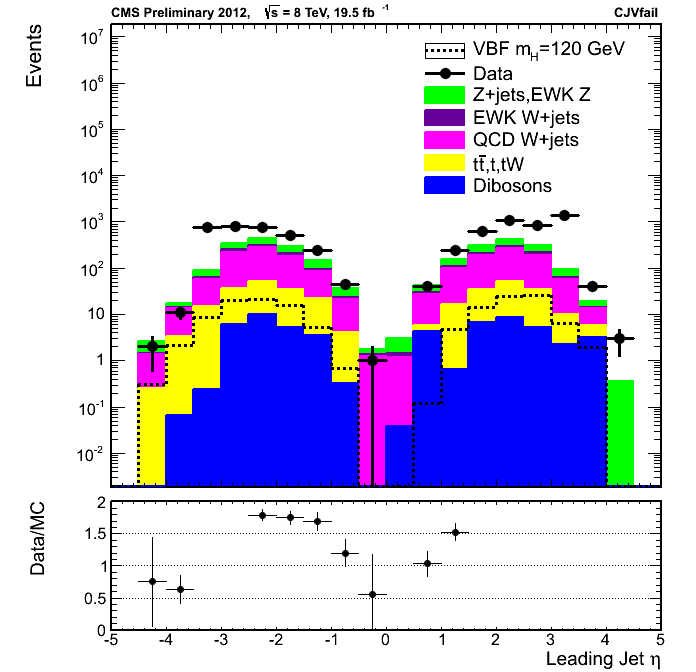 CMS Preliminary 2012, √s = 8 TeV, 19.5 fb⁻¹ CJVfail
Events
10⁷
10⁶
10⁵
10⁴
10³
10²
10
1
10⁻¹
10⁻²
VBF m_H=120 GeV
Data
Z+jets,EWK Z
EWK W+jets
QCD W+jets
tt̄,t,tW
Dibosons
Data/MC
2
1.5
1
0.5
0
-5 -4 -3 -2 -1 0 1 2 3 4 5
Leading Jet η